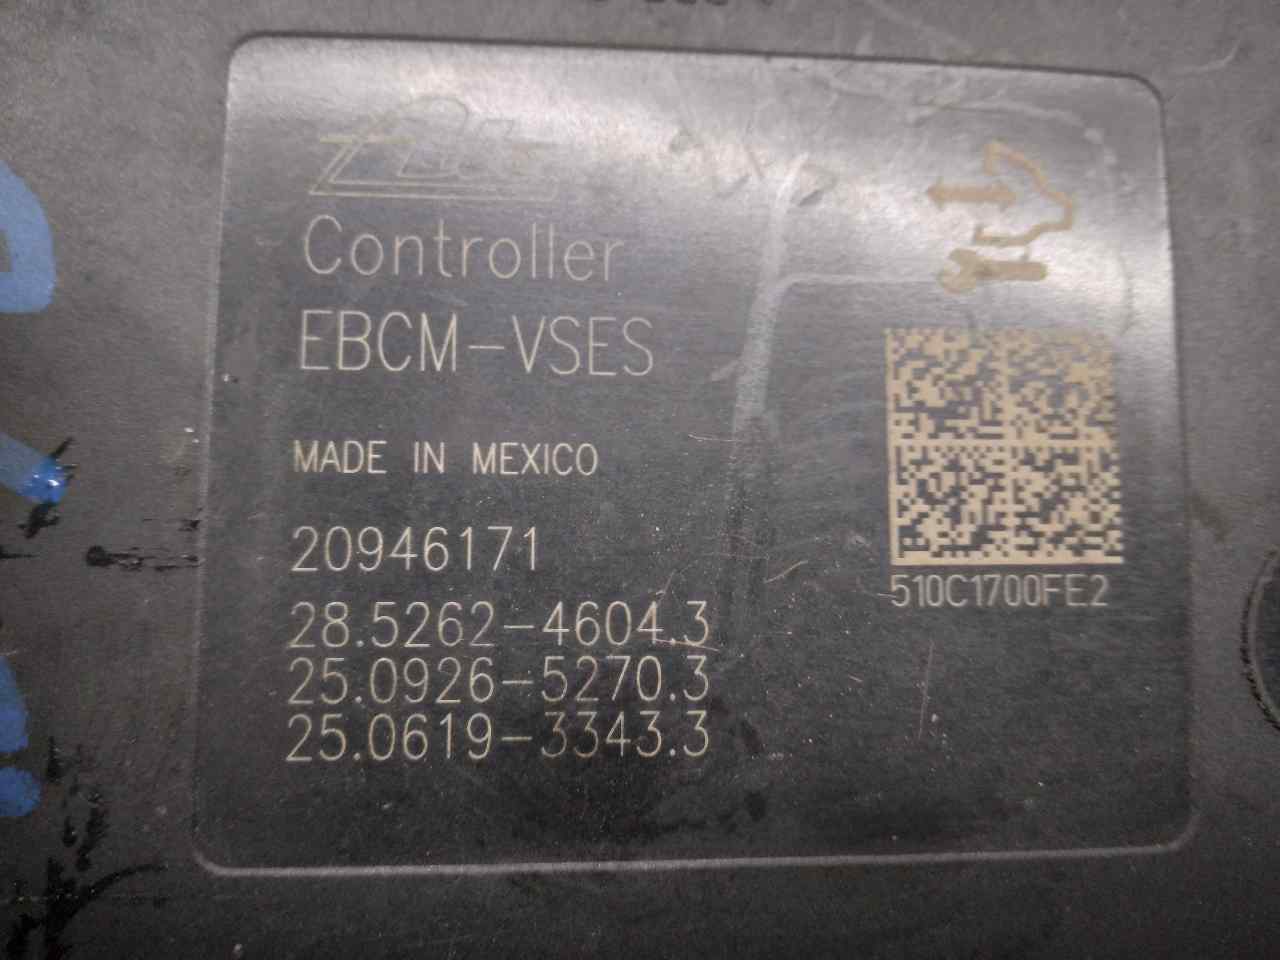 Ate
Controller
EBCM-VSES
MADE IN MEXICO
20946171
28.5262-4604.3
25.0926-5270.3
25.0619-3343.3
510C1700FE2